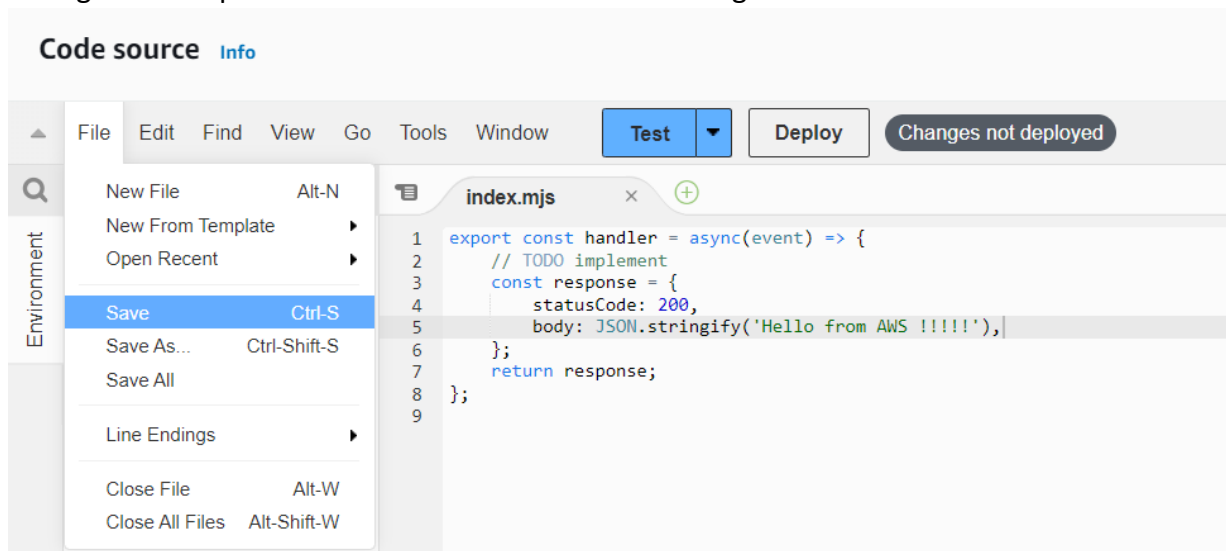 Code source Info
File Edit Find View Go Tools Window Test Deploy Changes not deployed
New File Alt-N
New From Template
Open Recent
Save Ctrl-S
Save As... Ctrl-Shift-S
Save All
Line Endings
Close File Alt-W
Close All Files Alt-Shift-W
Environment
index.mjs
1 export const handler = async(event) => {
2 // TODO implement
3 const response = {
4 statusCode: 200,
5 body: JSON.stringify('Hello from AWS !!!!!'),
6 };
7 return response;
8 };
9